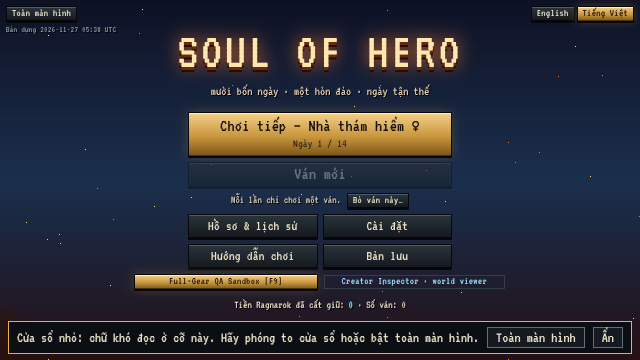 Toàn màn hình
English
Tiếng Việt
Bản dựng 2026-11-27 05:38 UTC
SOUL OF HERO
mười bốn ngày · một hòn đảo · ngày tận thế
Chơi tiếp — Nhà thám hiểm ♀
Ngày 1 / 14
Ván mới
Mỗi lần chỉ chơi một ván.
Bỏ ván này…
Hồ sơ & lịch sử
Cài đặt
Hướng dẫn chơi
Bản lưu
Full-Gear QA Sandbox [F9]
Creator Inspector · world viewer
Tiền Ragnarok đã cất giữ: 0 · Số ván: 0
Cửa sổ nhỏ: chữ khó đọc ở cỡ này. Hãy phóng to cửa sổ hoặc bật toàn màn hình.
Toàn màn hình
Ẩn